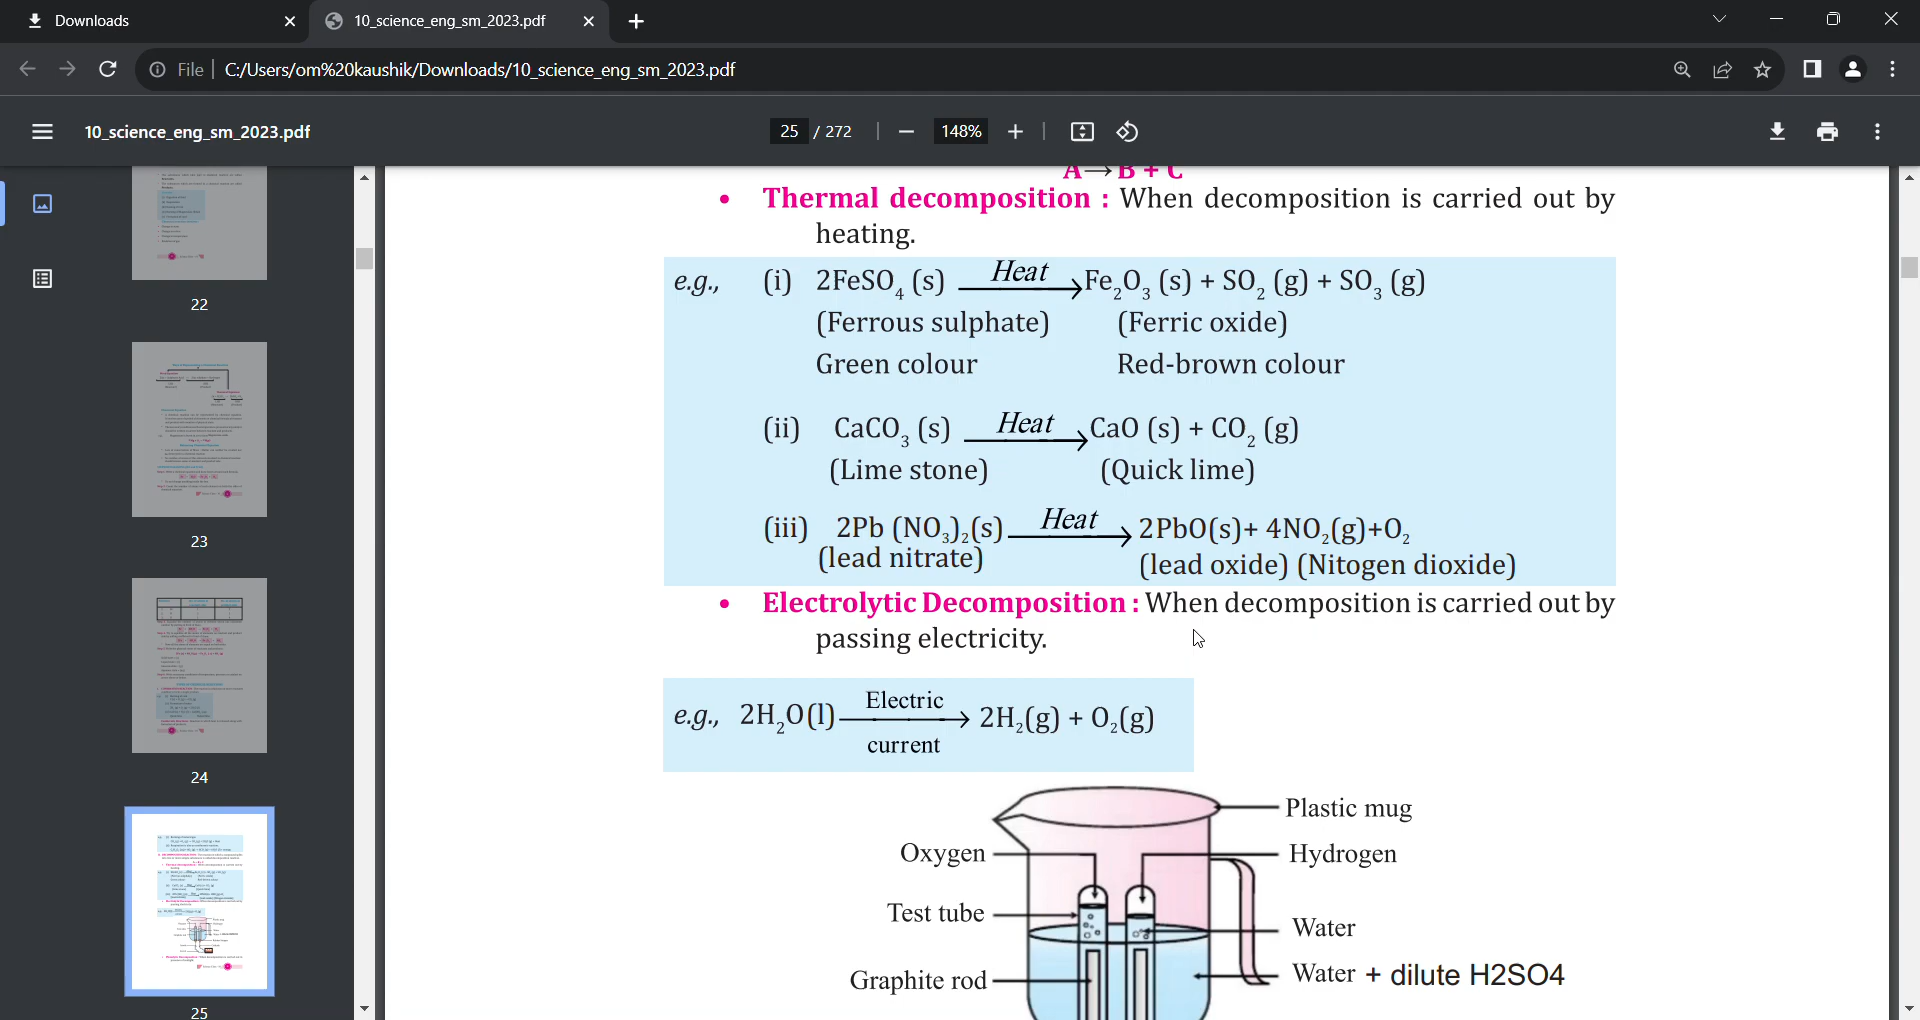 Downloads
10_science_eng_sm_2023.pdf
File | C:/Users/om%20kaushik/Downloads/10_science_eng_sm_2023.pdf
10_science_eng_sm_2023.pdf
25 / 272
148%
22
23
24
25
A→B + C
• Thermal decomposition : When decomposition is carried out by
heating.
e.g., (i) 2FeSO₄ (s) Heat → Fe₂O₃ (s) + SO₂ (g) + SO₃ (g)
(Ferrous sulphate) (Ferric oxide)
Green colour Red-brown colour
(ii) CaCO₃ (s) Heat → CaO (s) + CO₂ (g)
(Lime stone) (Quick lime)
(iii) 2Pb (NO₃)₂(s) Heat → 2PbO(s)+ 4NO₂(g)+O₂
(lead nitrate)
(lead oxide) (Nitogen dioxide)
• Electrolytic Decomposition : When decomposition is carried out by
passing electricity.
e.g., 2H₂O(l) Electric current → 2H₂(g) + O₂(g)
Plastic mug
Oxygen
Hydrogen
Test tube
Water
Graphite rod
Water + dilute H2SO4